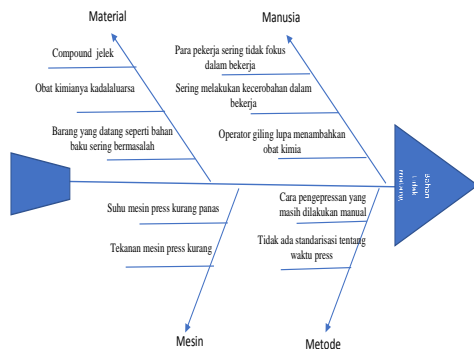 Material
Manusia
Compound jelek
Obat kimianya kadaluarsa
Barang yang datang seperti bahan
baku sering bermasalah
Para pekerja sering tidak fokus
dalam bekerja
Sering melakukan kecerobahan dalam
bekerja
Operator giling lupa menambahkan
obat kimia
Suhu mesin press kurang panas
Tekanan mesin press kurang
Cara pengepressan yang
masih dilakukan manual
Tidak ada standarisasi tentang
waktu press
Mesin
Metode